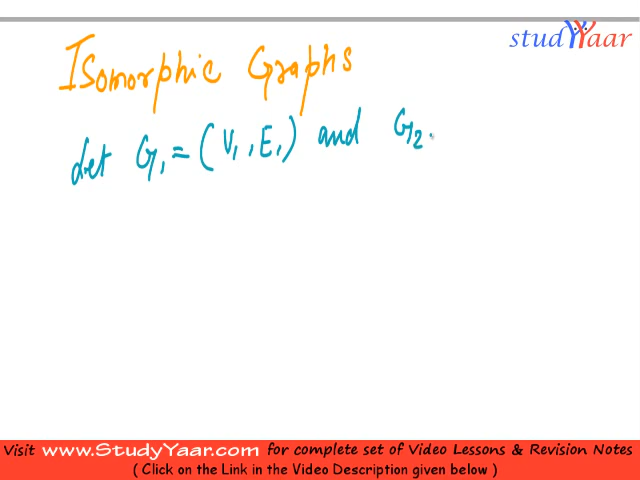 studYYaar
Isomorphic Graphs
Let G₁ = (V₁, E₁) and G₂
Visit www.StudyYaar.com for complete set of Video Lessons & Revision Notes
( Click on the Link in the Video Description given below )